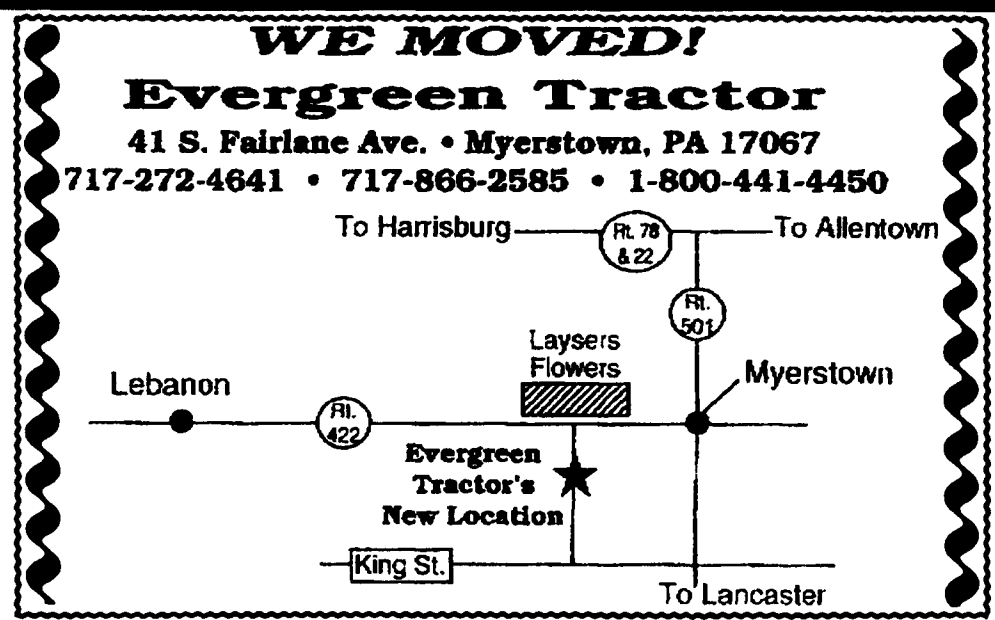 WE MOVED!
Evergreen Tractor
41 S. Fairlane Ave. • Myerstown, PA 17067
717-272-4641 • 717-866-2585 • 1-800-441-4450
To Harrisburg
Rt. 78
& 22
To Allentown
Rt.
501
Laysers
Flowers
Lebanon
Myerstown
Rt.
422
Evergreen
Tractor's
New Location
King St.
To Lancaster